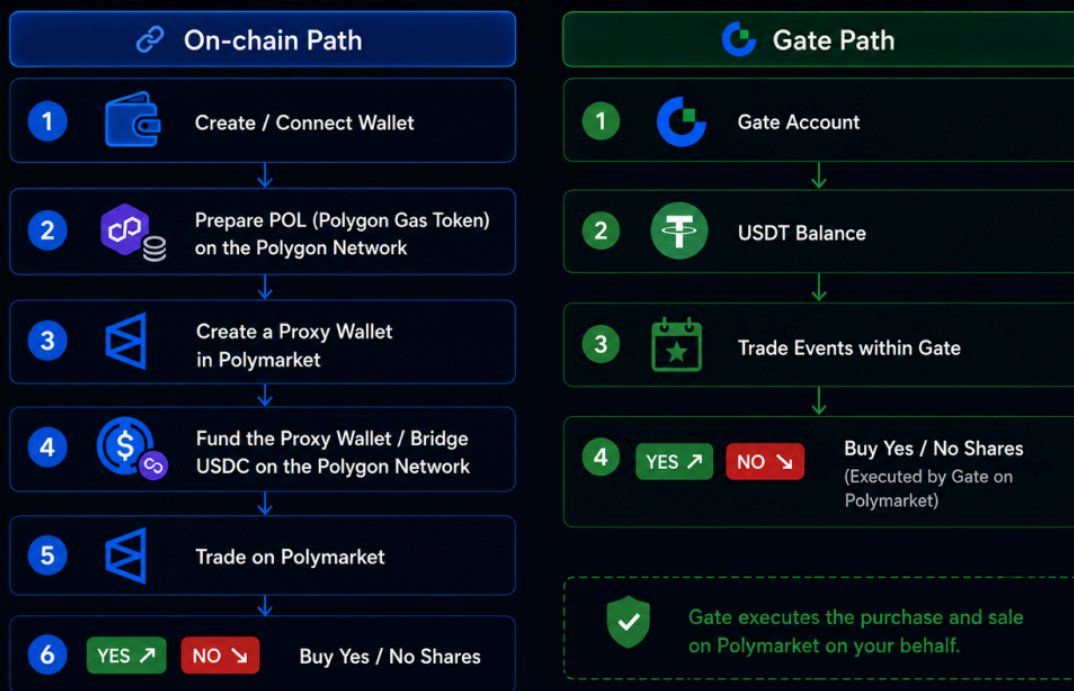 On-chain Path
1
Create / Connect Wallet
2
Prepare POL (Polygon Gas Token)
on the Polygon Network
3
Create a Proxy Wallet
in Polymarket
4
$
Fund the Proxy Wallet / Bridge
USDC on the Polygon Network
5
Trade on Polymarket
6
YES ↗
NO ↘
Buy Yes / No Shares
Gate Path
1
Gate Account
2
USDT Balance
3
Trade Events within Gate
4
YES ↗
NO ↘
Buy Yes / No Shares
(Executed by Gate on
Polymarket)
Gate executes the purchase and sale
on Polymarket on your behalf.